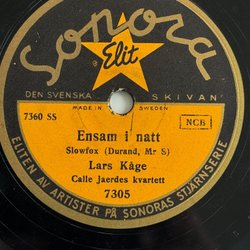 Sonora
Elit
DEN SVENSKA SKIVAN"
MADE IN SWEDEN
7360 SS
NCB
Ensam i natt
Slowfox (Durand, Mr S)
Lars Kåge
Calle Jaerdes kvartett
7305
ELITEN AV ARTISTER PÅ SONORAS STJÄRNSERIE